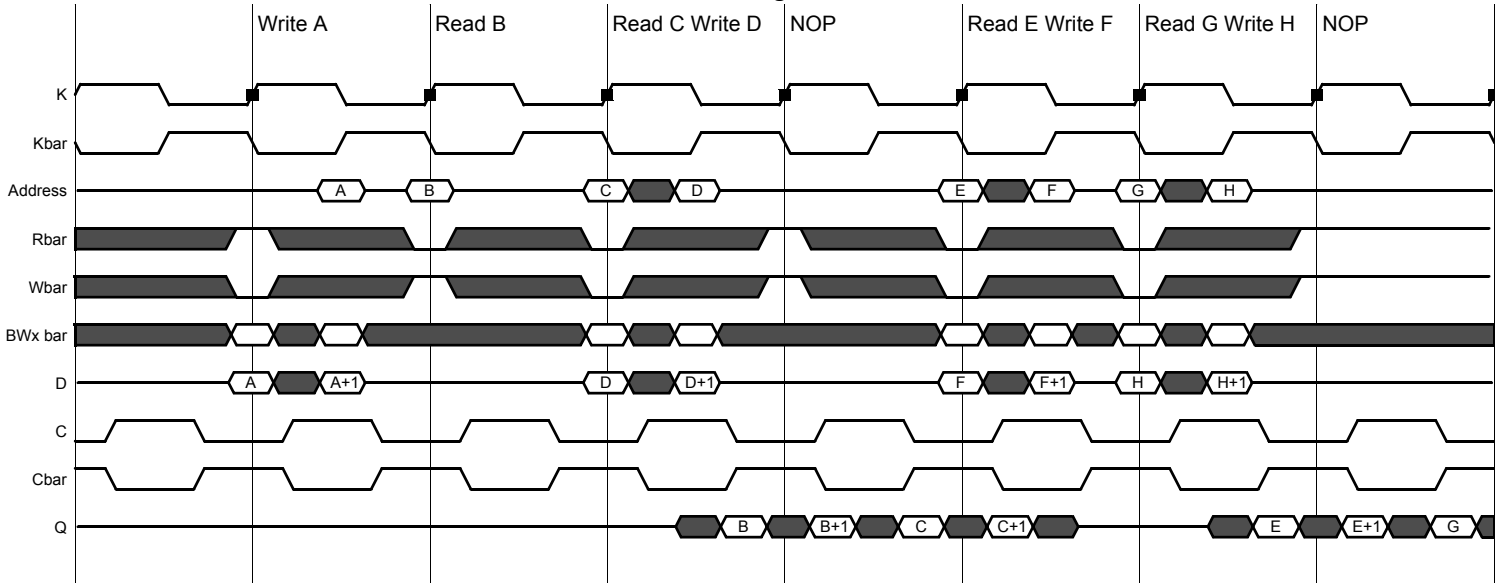 Write A Read B Read C Write D NOP Read E Write F Read G Write H NOP
K
Kbar
Address A B C D E F G H
Rbar
Wbar
BWx bar
D A A+1 D D+1 F F+1 H H+1
C
Cbar
Q B B+1 C C+1 E E+1 G